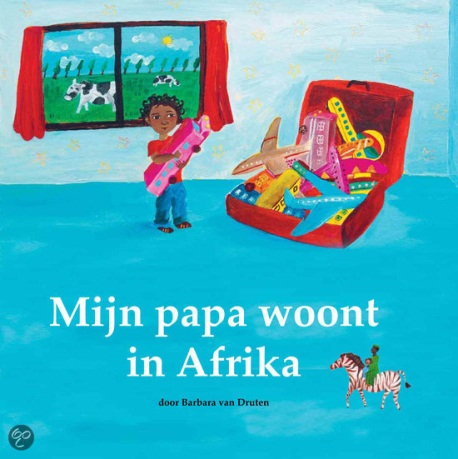 Mijn papa woont
in Afrika
door Barbara van Druten